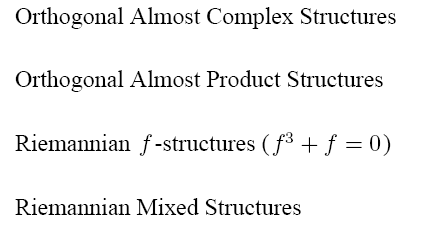 Orthogonal Almost Complex Structures
Orthogonal Almost Product Structures
Riemannian f-structures (f³ + f = 0)
Riemannian Mixed Structures